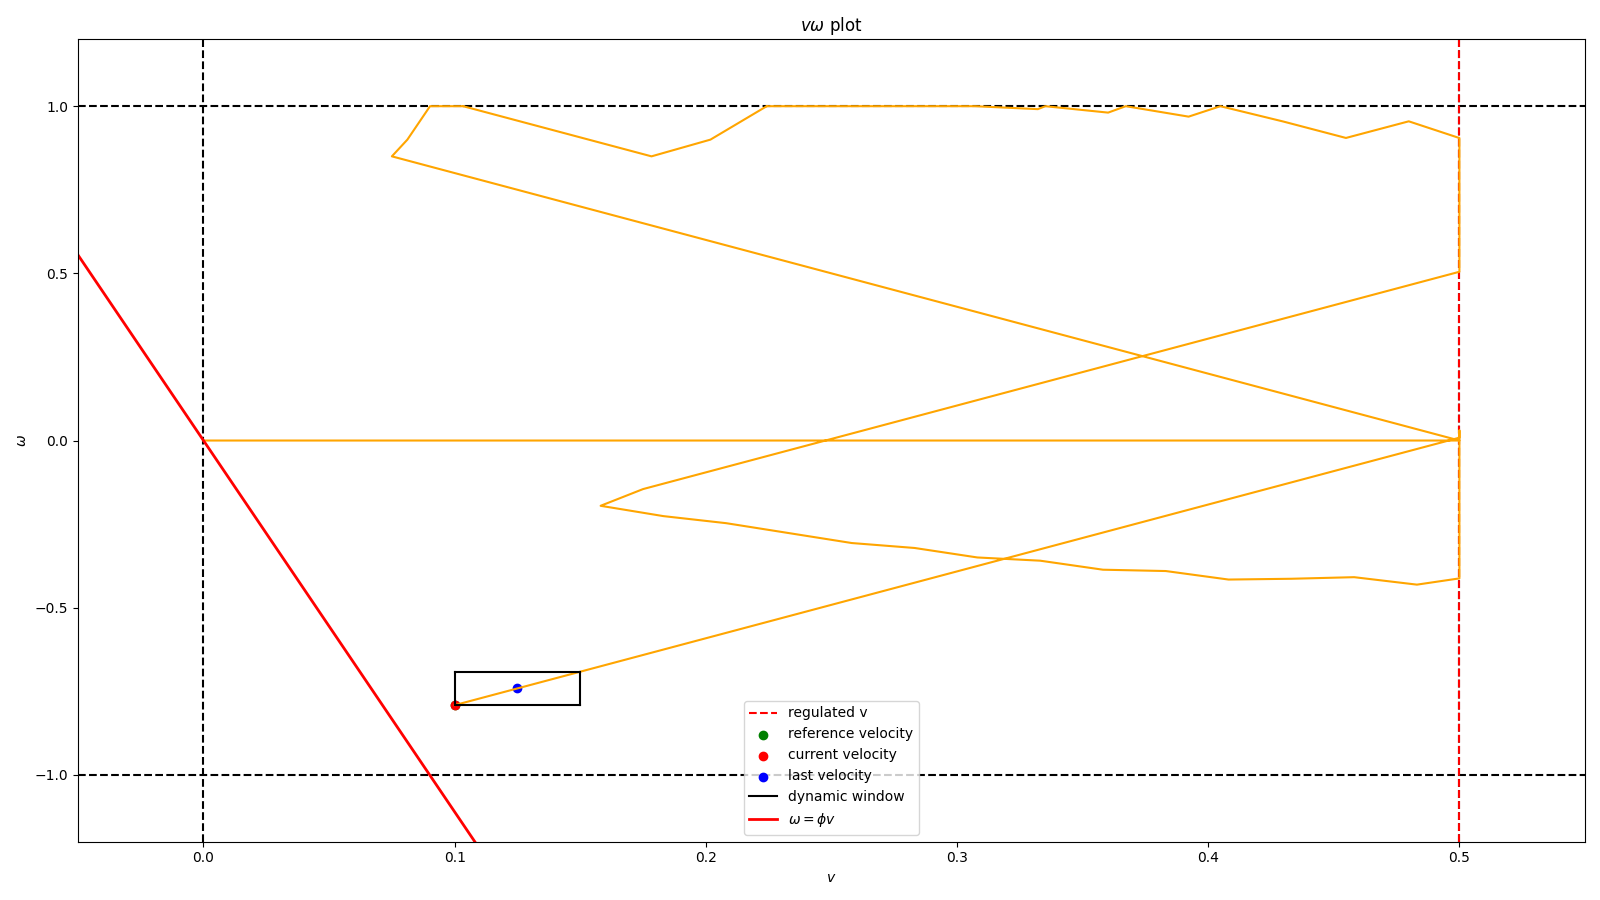 vω plot
1.0
0.5
0.0
−0.5
−1.0
ω
0.0
0.1
0.2
0.3
0.4
0.5
v
regulated v
reference velocity
current velocity
last velocity
dynamic window
ω = ϕv